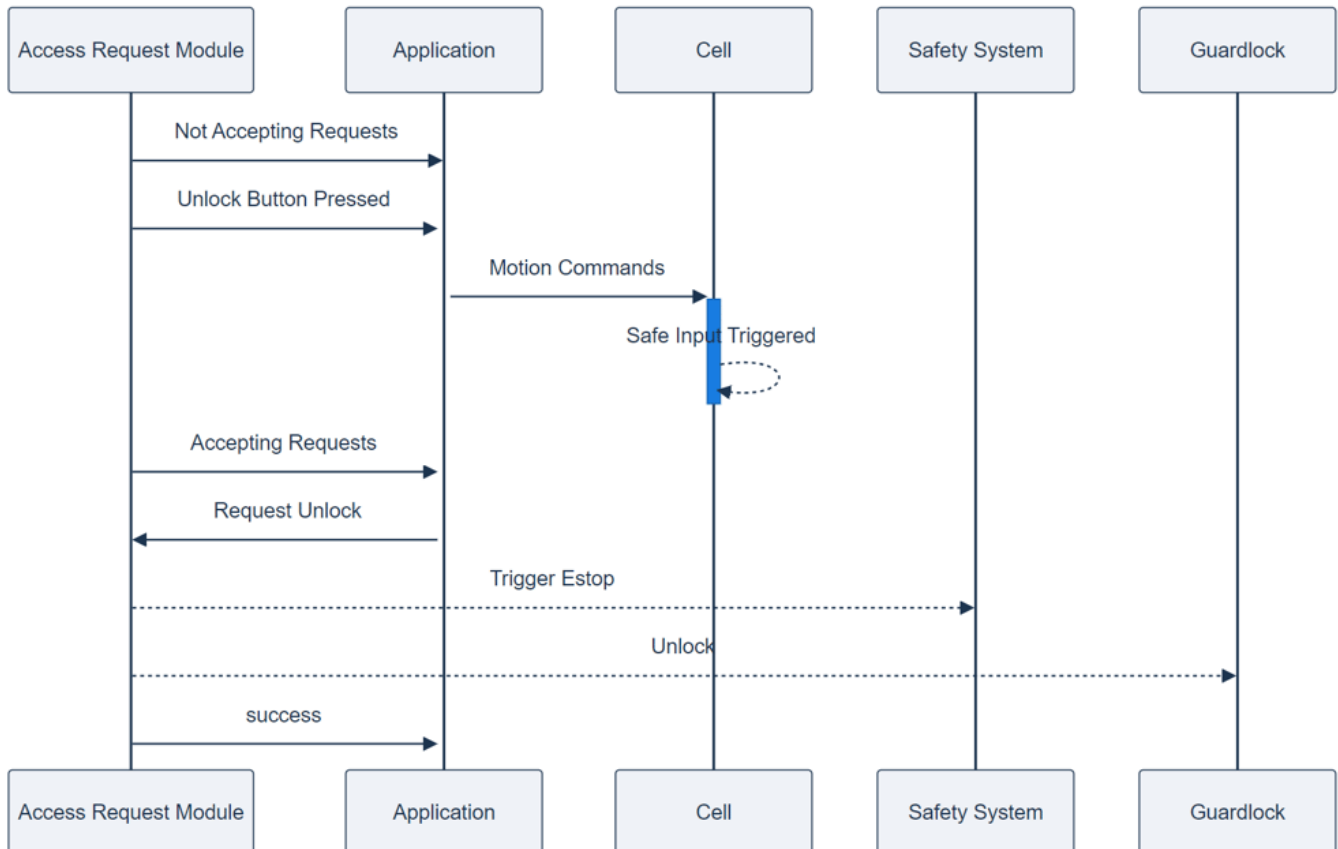 Access Request Module
Application
Cell
Safety System
Guardlock
Not Accepting Requests
Unlock Button Pressed
Motion Commands
Safe Input Triggered
Accepting Requests
Request Unlock
Trigger Estop
Unlock
success
Access Request Module
Application
Cell
Safety System
Guardlock